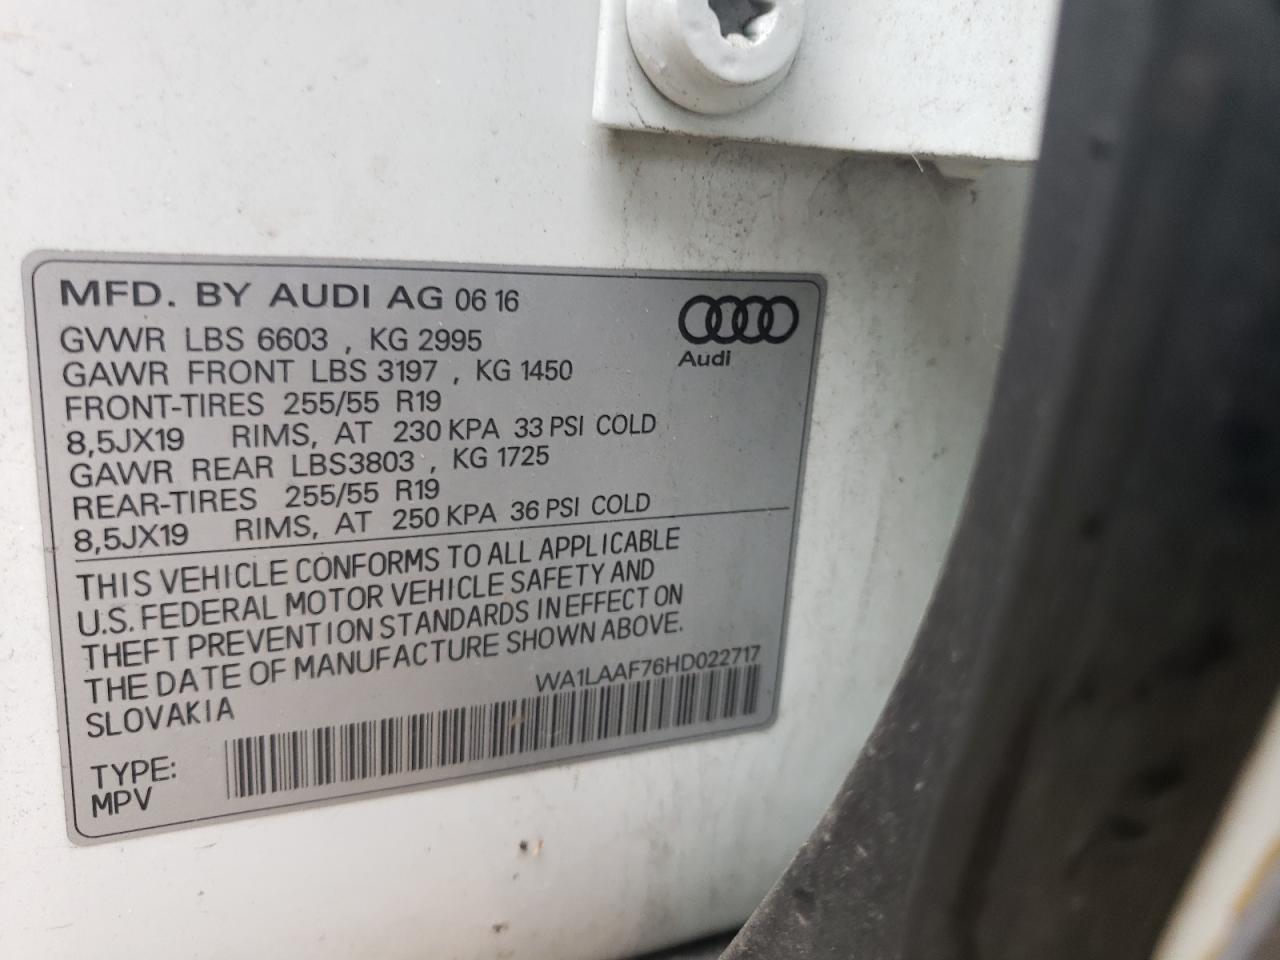 MFD. BY AUDI AG 06 16
Audi
GVWR LBS 6603 , KG 2995
GAWR FRONT LBS 3197 , KG 1450
FRONT-TIRES 255/55 R19
8,5JX19 RIMS, AT 230 KPA 33 PSI COLD
GAWR REAR LBS3803 , KG 1725
REAR-TIRES 255/55 R19
8,5JX19 RIMS, AT 250 KPA 36 PSI COLD
THIS VEHICLE CONFORMS TO ALL APPLICABLE
U.S. FEDERAL MOTOR VEHICLE SAFETY AND
THEFT PREVENTION STANDARDS IN EFFECT ON
THE DATE OF MANUFACTURE SHOWN ABOVE.
SLOVAKIA WA1LAAF76HD022717
TYPE:
MPV